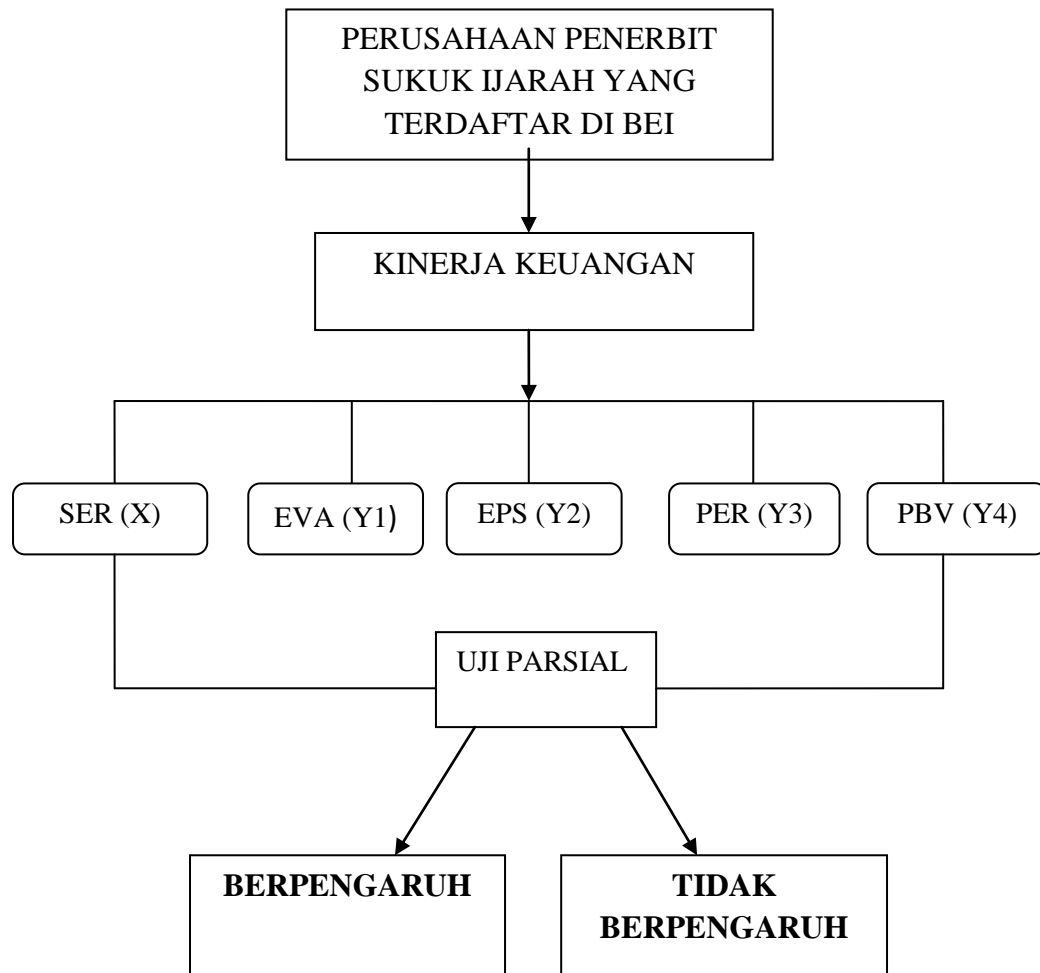 PERUSAHAAN PENERBIT
SUKUK IJARAH YANG
TERDAFTAR DI BEI
KINERJA KEUANGAN
SER (X)
EVA (Y1)
EPS (Y2)
PER (Y3)
PBV (Y4)
UJI PARSIAL
BERPENGARUH
TIDAK
BERPENGARUH